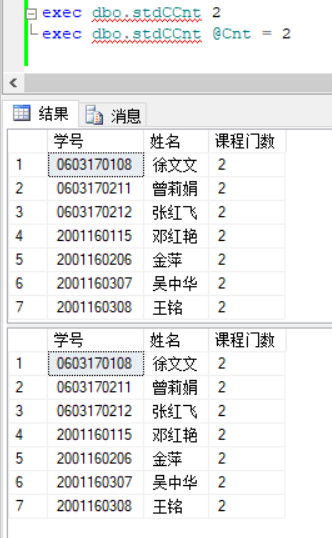 exec dbo.stdCCnt 2
exec dbo.stdCCnt @Cnt = 2
结果 消息
学号 姓名 课程门数
1 0603170108 徐文文 2
2 0603170211 曾莉娟 2
3 0603170212 张红飞 2
4 2001160115 邓红艳 2
5 2001160206 金萍 2
6 2001160307 吴中华 2
7 2001160308 王铭 2
学号 姓名 课程门数
1 0603170108 徐文文 2
2 0603170211 曾莉娟 2
3 0603170212 张红飞 2
4 2001160115 邓红艳 2
5 2001160206 金萍 2
6 2001160307 吴中华 2
7 2001160308 王铭 2